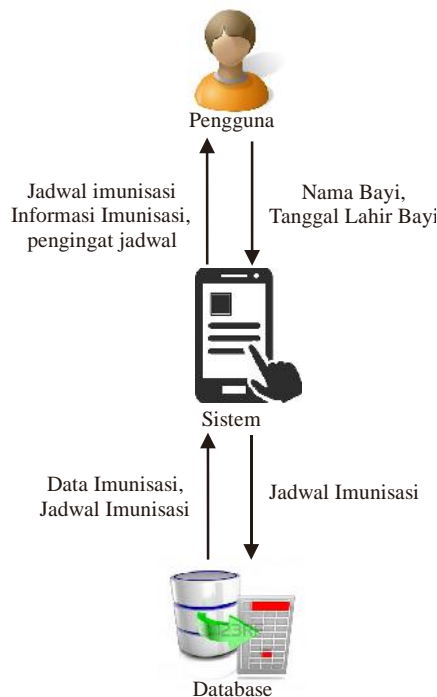 Pengguna
Jadwal imunisasi
Informasi Imunisasi,
pengingat jadwal
Nama Bayi,
Tanggal Lahir Bayi
Sistem
Data Imunisasi,
Jadwal Imunisasi
Jadwal Imunisasi
Database